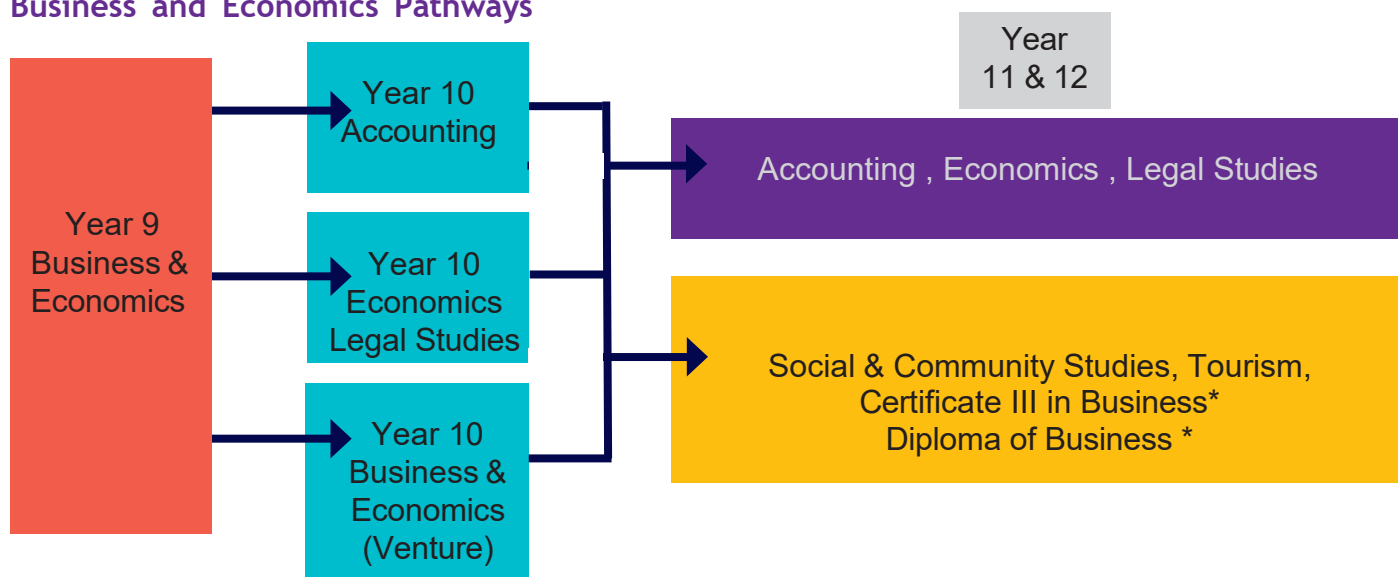 Business and Economics Pathways
Year
11 & 12
Year 9
Business &
Economics
Year 10
Accounting
Year 10
Economics
Legal Studies
Year 10
Business &
Economics
(Venture)
Accounting , Economics , Legal Studies
Social & Community Studies, Tourism,
Certificate III in Business*
Diploma of Business *